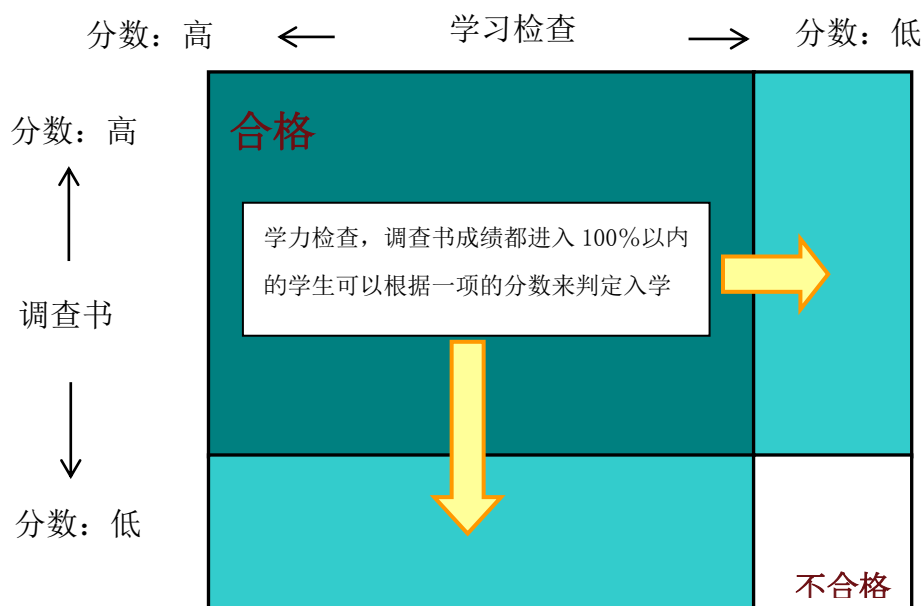 分数：高 学习检查 分数：低
分数：高
合格
学力检查，调查书成绩都进入 100%以内
的学生可以根据一项的分数来判定入学
调查书
分数：低
不合格